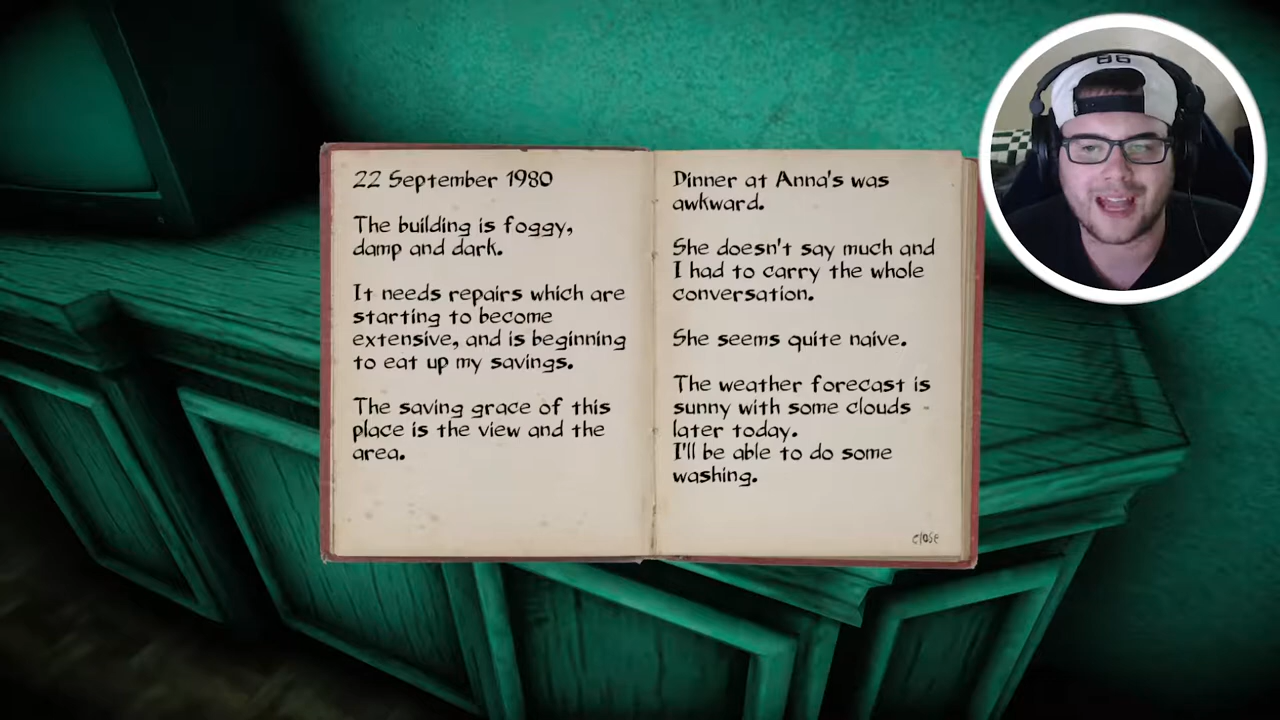 22 September 1980
The building is foggy,
damp and dark.
It needs repairs which are
starting to become
extensive, and is beginning
to eat up my savings.
The saving grace of this
place is the view and the
area.
Dinner at Anna's was
awkward.
She doesn't say much and
I had to carry the whole
conversation.
She seems quite naive.
The weather forecast is
sunny with some clouds
later today.
I'll be able to do some
washing.
close